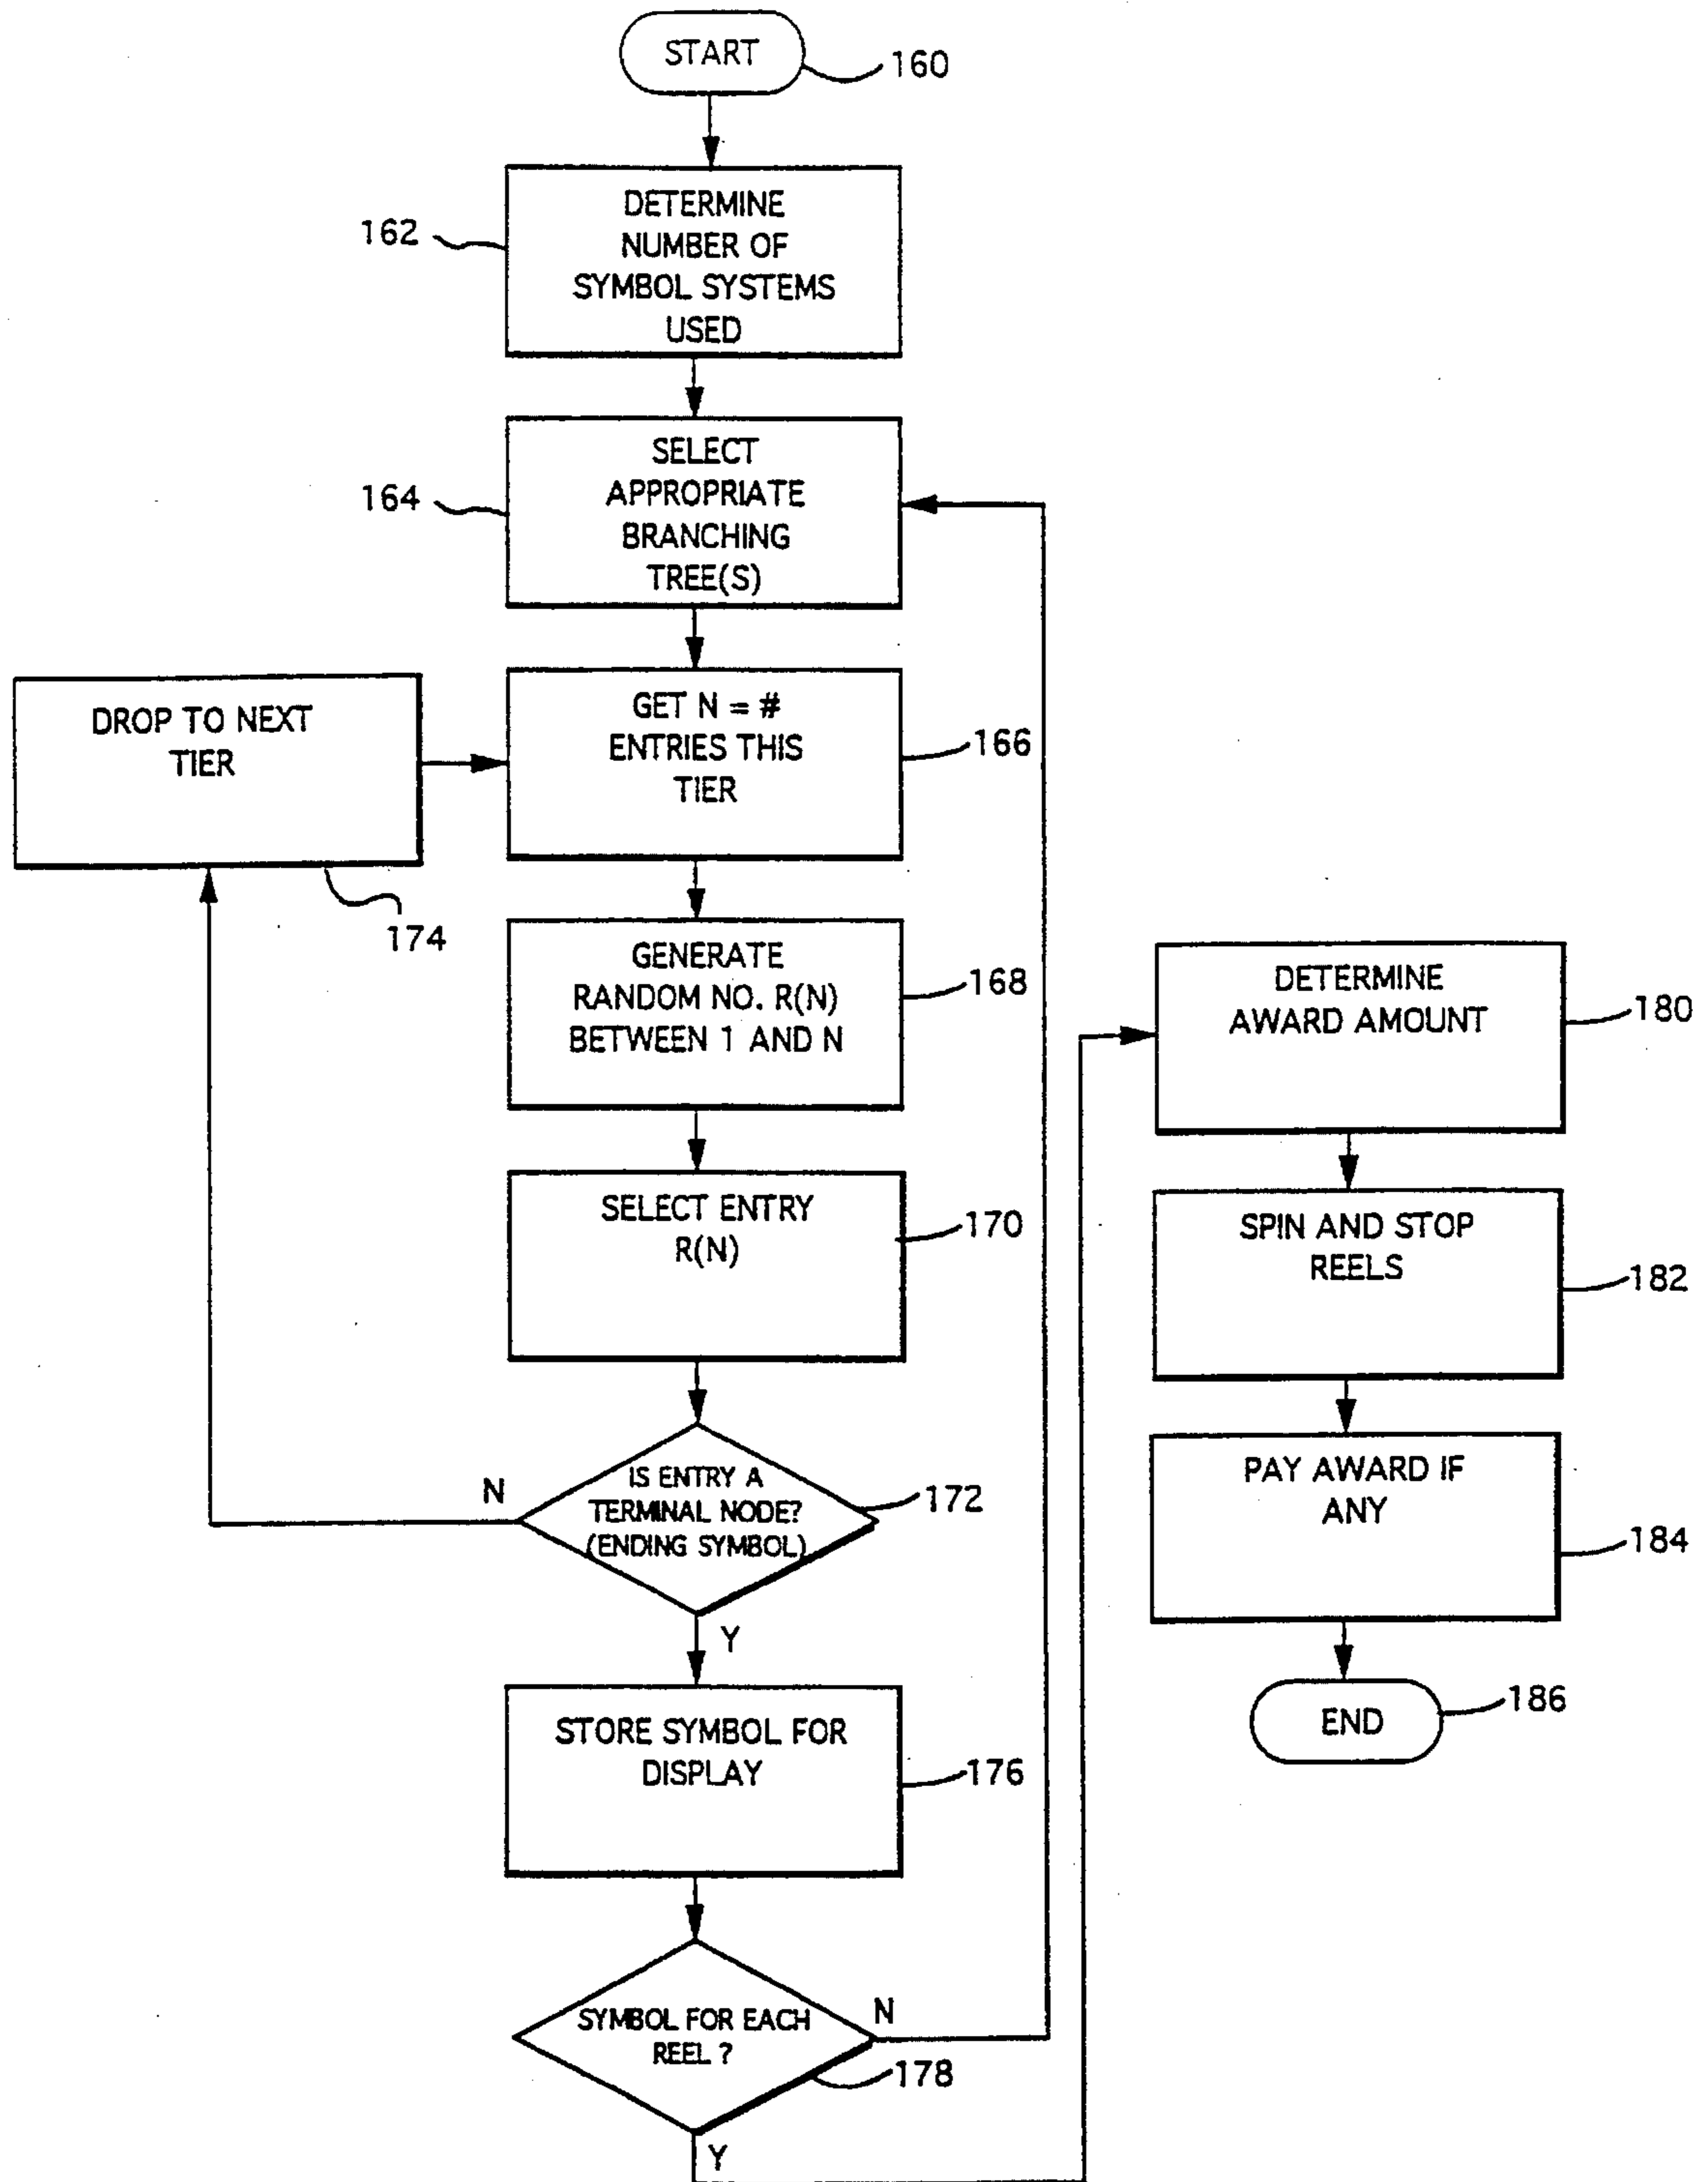 START
160
DETERMINE
NUMBER OF
SYMBOL SYSTEMS
USED
162
SELECT
APPROPRIATE
BRANCHING
TREE(S)
164
DROP TO NEXT
TIER
174
GET N = #
ENTRIES THIS
TIER
166
GENERATE
RANDOM NO. R(N)
BETWEEN 1 AND N
168
SELECT ENTRY
R(N)
170
N
IS ENTRY A
TERMINAL NODE?
(ENDING SYMBOL)
172
Y
STORE SYMBOL FOR
DISPLAY
176
SYMBOL FOR EACH
REEL ?
N
178
Y
DETERMINE
AWARD AMOUNT
180
SPIN AND STOP
REELS
182
PAY AWARD IF
ANY
184
END
186